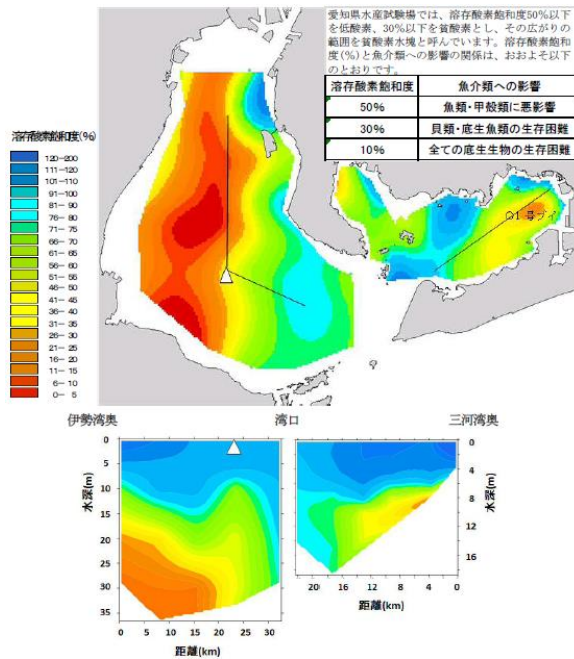 愛知県水産試験場では、溶存酸素飽和度50%以下
を低酸素、30%以下を貧酸素とし、その広がりの
範囲を貧酸素水塊と呼んでいます。溶存酸素飽和
度(%)と魚介類への影響の関係は、おおよそ以下
のとおりです。
溶存酸素飽和度 魚介類への影響
50% 魚類・甲殻類に悪影響
30% 貝類・底生魚類の生存困難
10% 全ての底生生物の生存困難
溶存酸素飽和度(%)
120-200
111-120
101-110
91-100
81-90
76-80
71-75
66-70
61-65
56-60
51-56
46-50
41-45
36-40
31-35
26-30
21-25
16-20
11-15
6-10
0-5
1号ブイ
伊勢湾奥 湾口 三河湾奥
水深(m)
0
5
10
15
20
25
30
35
0 5 10 15 20 25 30
距離(km)
0
4
8
12
16
水深(m)
20 16 12 8 4 0
距離(km)